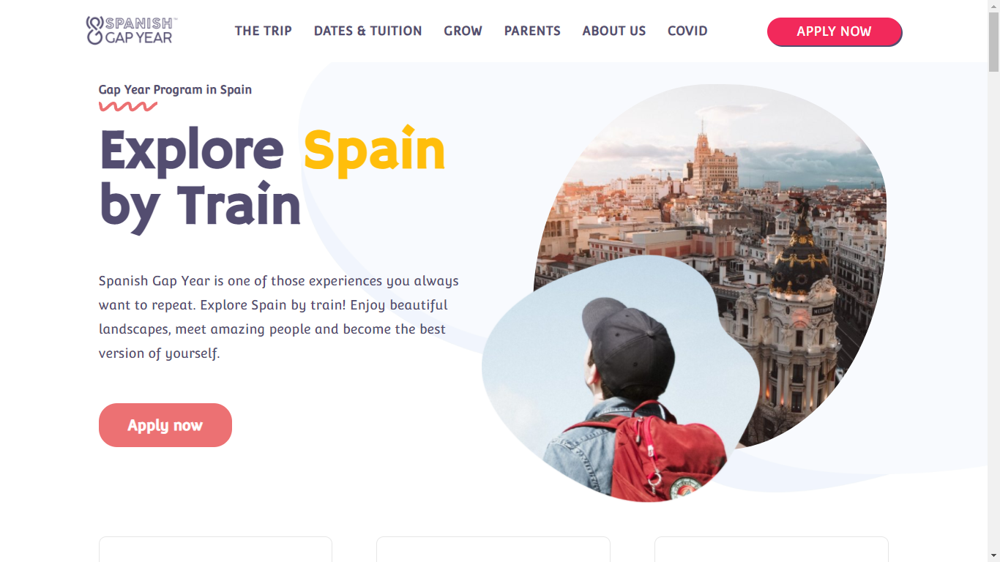 SPANISH™
GAP YEAR
THE TRIP
DATES & TUITION
GROW
PARENTS
ABOUT US
COVID
APPLY NOW
Gap Year Program in Spain
Explore Spain
by Train
Spanish Gap Year is one of those experiences you always
want to repeat. Explore Spain by train! Enjoy beautiful
landscapes, meet amazing people and become the best
version of yourself.
Apply now
METROPOLIS